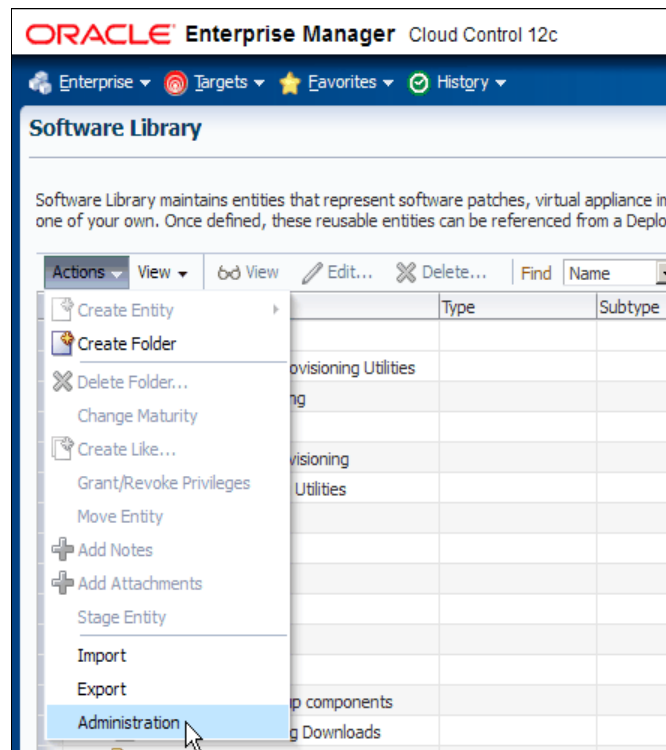 ORACLE Enterprise Manager Cloud Control 12c
Enterprise Targets Favorites History
Software Library
Software Library maintains entities that represent software patches, virtual appliance
one of your own. Once defined, these reusable entities can be referenced from a
Actions View View Edit... Delete... Find Name
Type Subtype
Create Entity
Create Folder
ovisioning Utilities
Delete Folder...
ng
Change Maturity
Create Like...
visioning
Grant/Revoke Privileges
Utilities
Move Entity
Add Notes
Add Attachments
Stage Entity
Import
Export
p components
Administration
g Downloads